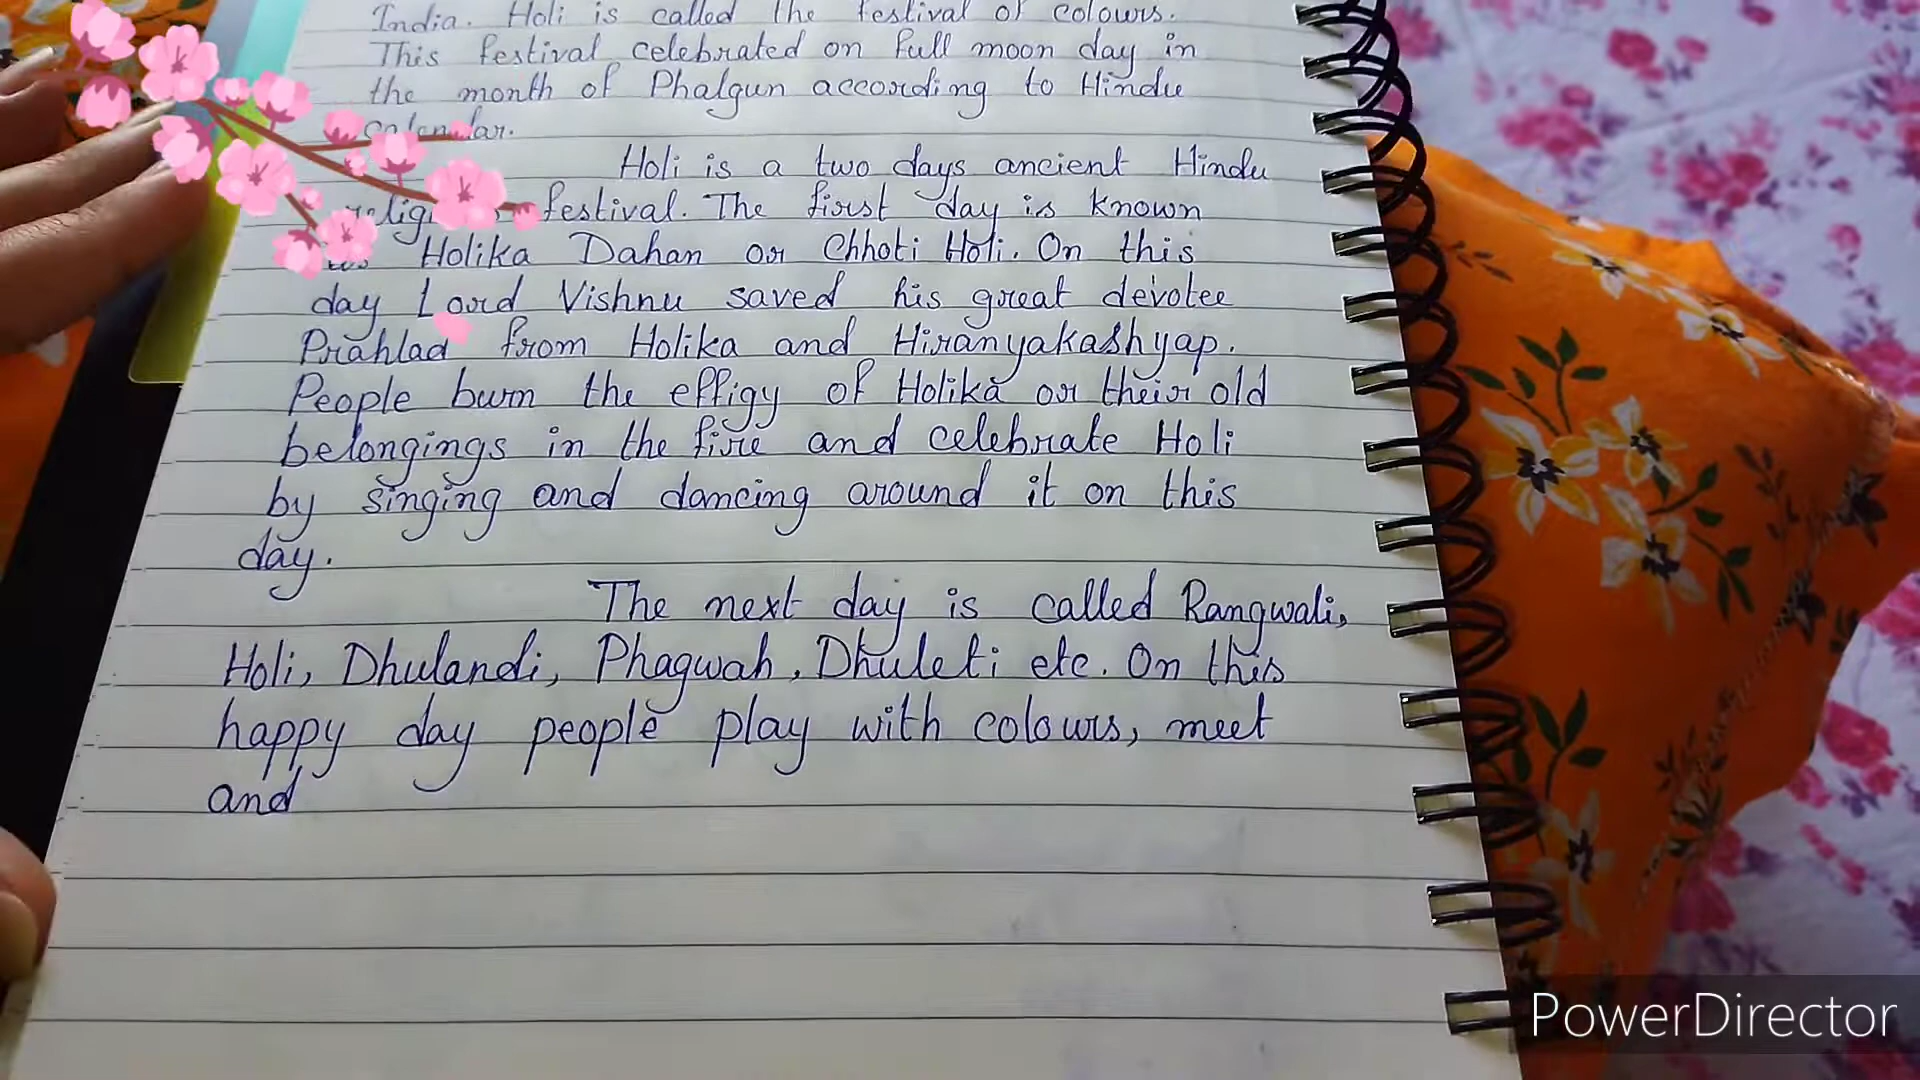 India. Holi is called the festival of colours.
This festival celebrated on full moon day in
the month of Phalgun according to Hindu
calendar.
Holi is a two days ancient Hindu
festival. The first day is known
Holika Dahan or Chhoti Holi. On this
day Lord Vishnu saved his great devotee
Prahlad from Holika and Hiranyakashyap.
People burn the effigy of Holika or their old
belongings in the fire and celebrate Holi
by singing and dancing around it on this
day.
The next day is called Rangwali,
Holi, Dhulandi, Phagwah, Dhuleti etc. On this
happy day people play with colours, meet
and
PowerDirector